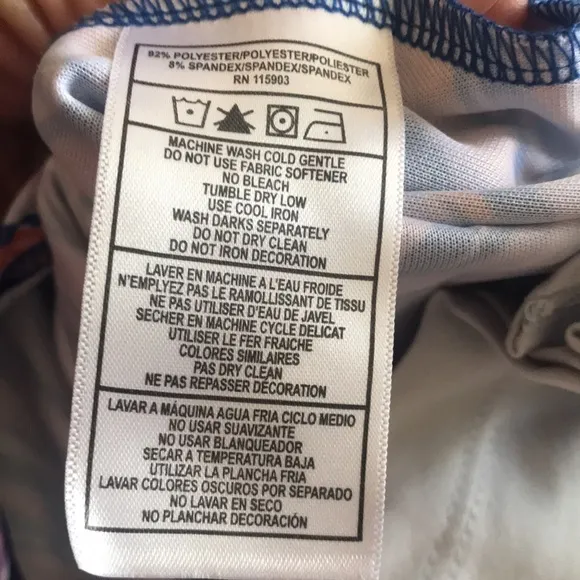 92% POLYESTER/POLYESTER/POLIESTER
8% SPANDEX/SPANDEX/SPANDEX
RN 115903
MACHINE WASH COLD GENTLE
DO NOT USE FABRIC SOFTENER
NO BLEACH
TUMBLE DRY LOW
USE COOL IRON
WASH DARKS SEPARATELY
DO NOT DRY CLEAN
DO NOT IRON DECORATION
LAVER EN MACHINE A L'EAU FROIDE
N'EMPLYEZ PAS LE RAMOLLISSANT DE TISSU
NE PAS UTILISER D'EAU DE JAVEL
SECHER EN MACHINE CYCLE DELICAT
UTILISER LE FER FRAICHE
COLORES SIMILAIRES
PAS DRY CLEAN
NE PAS REPASSER DÉCORATION
LAVAR A MÁQUINA AGUA FRIA CICLO MEDIO
NO USAR SUAVIZANTE
NO USAR BLANQUEADOR
SECAR A TEMPERATURA BAJA
UTILIZAR LA PLANCHA FRIA
LAVAR COLORES OSCUROS POR SEPARADO
NO LAVAR EN SECO
NO PLANCHAR DECORACIÓN